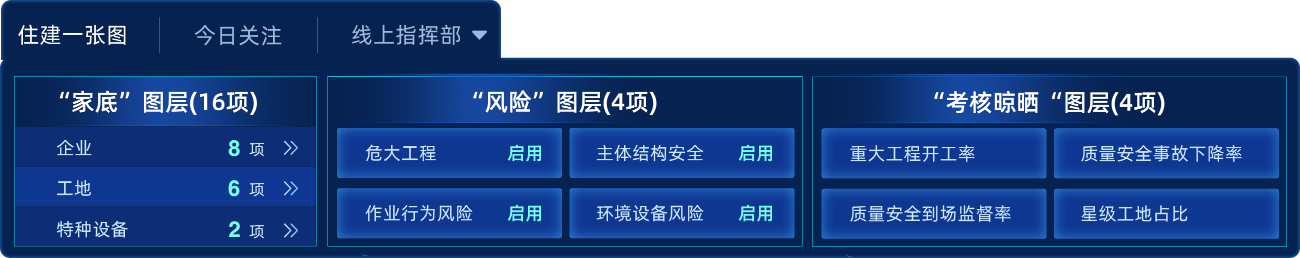 住建一张图 今日关注 线上指挥部
“家底”图层(16项)
企业 8 项
工地 6 项
特种设备 2 项
“风险”图层(4项)
危大工程 启用 主体结构安全 启用
作业行为风险 启用 环境设备风险 启用
“考核晾晒“图层(4项)
重大工程开工率 质量安全事故下降率
质量安全到场监督率 星级工地占比